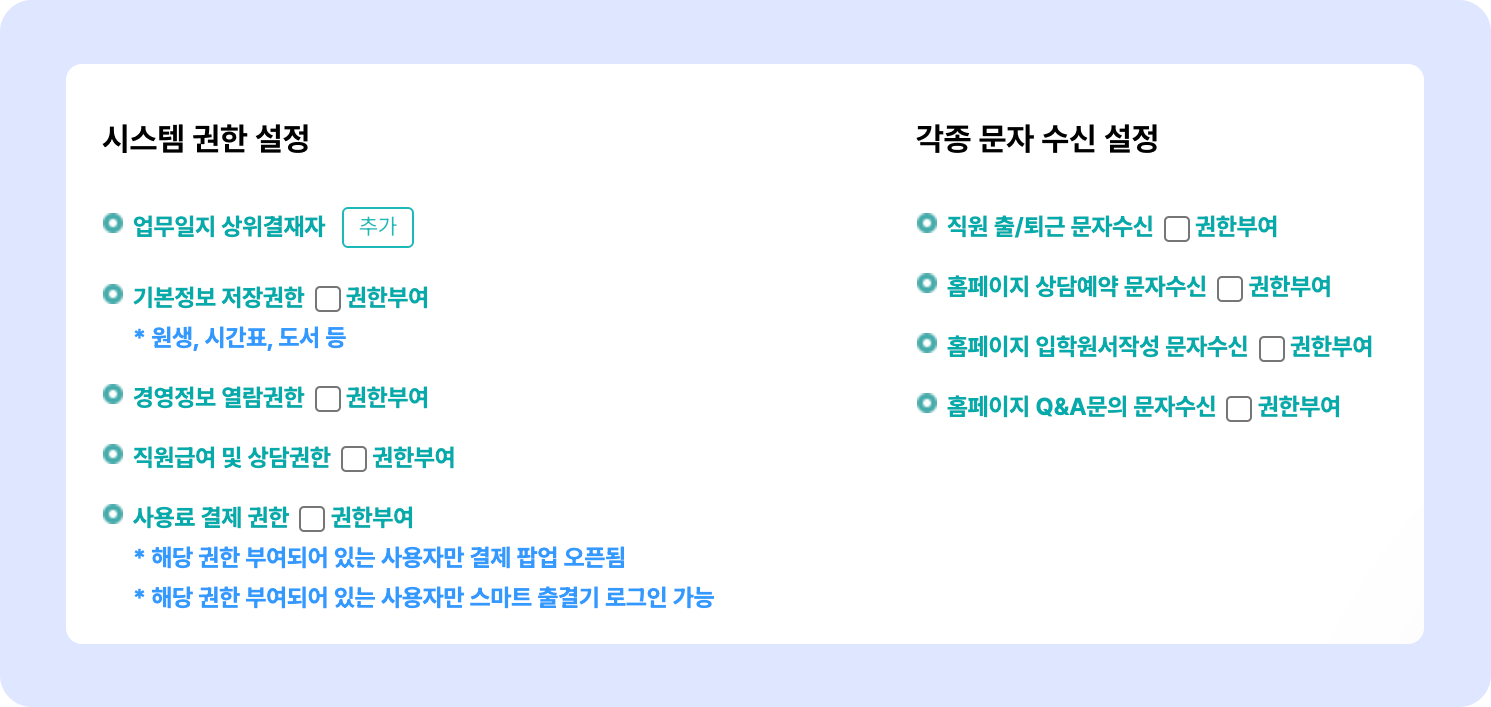 시스템 권한 설정
업무일지 상위결재자 추가
기본정보 저장권한 권한부여
* 원생, 시간표, 도서 등
경영정보 열람권한 권한부여
직원급여 및 상담권한 권한부여
사용료 결제 권한 권한부여
* 해당 권한 부여되어 있는 사용자만 결제 팝업 오픈됨
* 해당 권한 부여되어 있는 사용자만 스마트 출결기 로그인 가능
각종 문자 수신 설정
직원 출/퇴근 문자수신 권한부여
홈페이지 상담예약 문자수신 권한부여
홈페이지 입학원서작성 문자수신 권한부여
홈페이지 Q&A문의 문자수신 권한부여